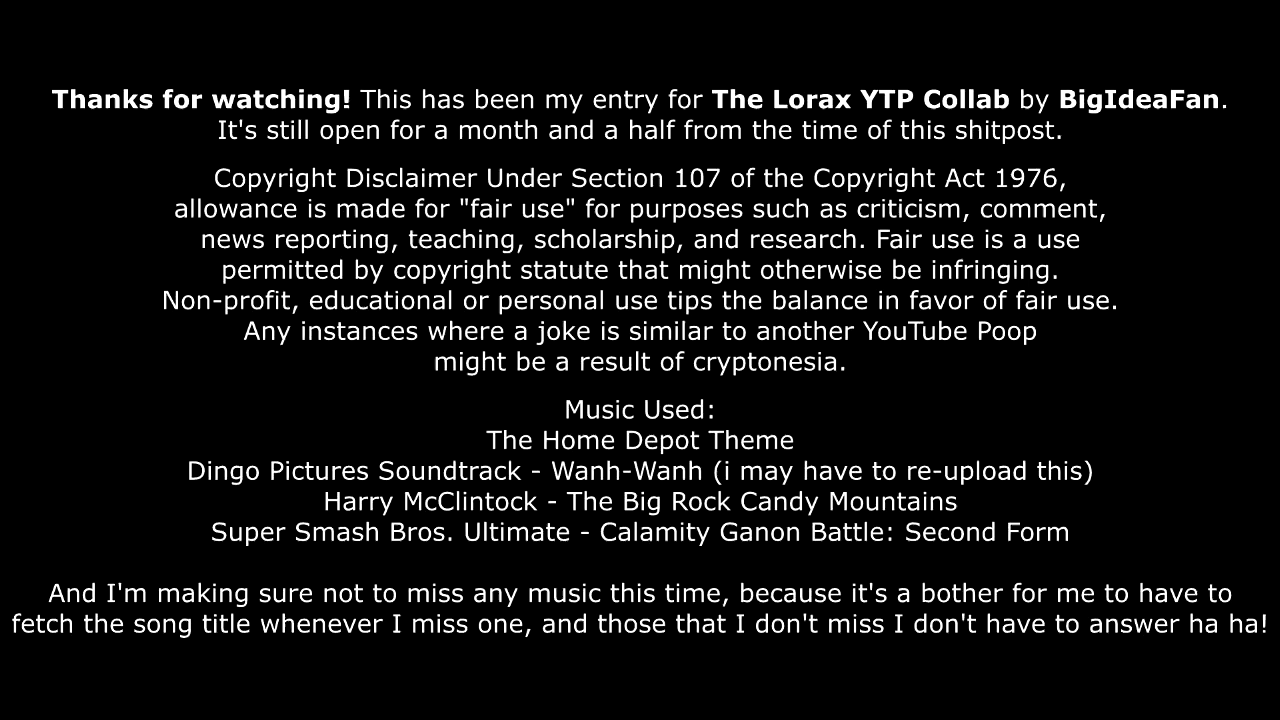 Thanks for watching! This has been my entry for The Lorax YTP Collab by BigIdeaFan.
It's still open for a month and a half from the time of this shitpost.
Copyright Disclaimer Under Section 107 of the Copyright Act 1976,
allowance is made for "fair use" for purposes such as criticism, comment,
news reporting, teaching, scholarship, and research. Fair use is a use
permitted by copyright statute that might otherwise be infringing.
Non-profit, educational or personal use tips the balance in favor of fair use.
Any instances where a joke is similar to another YouTube Poop
might be a result of cryptonesia.
Music Used:
The Home Depot Theme
Dingo Pictures Soundtrack - Wanh-Wanh (i may have to re-upload this)
Harry McClintock - The Big Rock Candy Mountains
Super Smash Bros. Ultimate - Calamity Ganon Battle: Second Form
And I'm making sure not to miss any music this time, because it's a bother for me to have to
fetch the song title whenever I miss one, and those that I don't miss I don't have to answer ha ha!